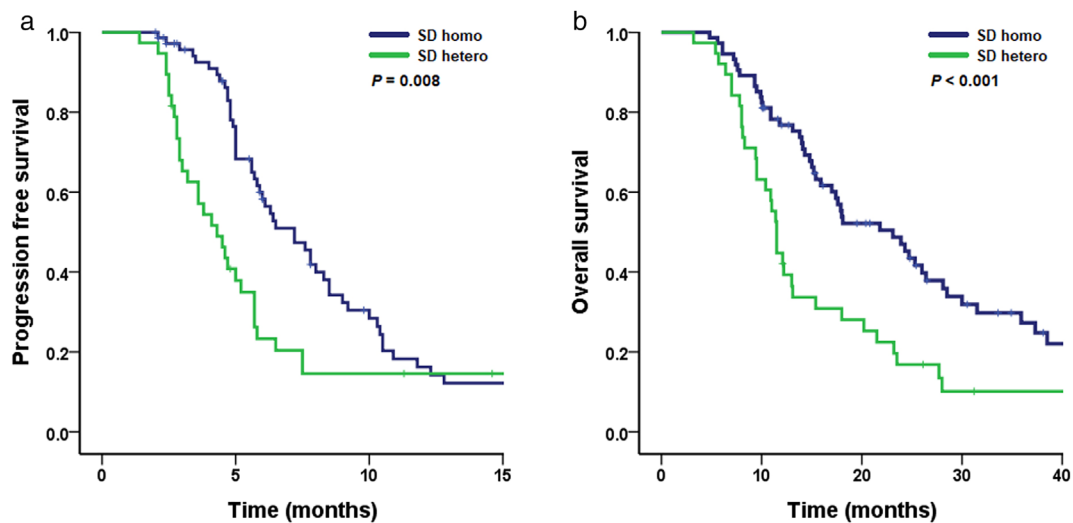 a
SD homo
SD hetero
P = 0.008
Progression free survival
1.0
0.8
0.6
0.4
0.2
0.0
0 5 10 15
Time (months)
b
SD homo
SD hetero
P < 0.001
Overall survival
1.0
0.8
0.6
0.4
0.2
0.0
0 10 20 30 40
Time (months)